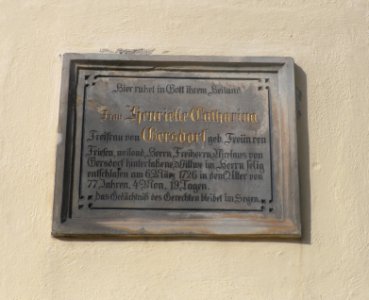 Hier ruhet in Gott ihrem Heiland
Frau Henriette Catharina
Freifrau von Gersdorf geb. Freiin von
Friesen, weiland Herrn Freiherrn Nicolaus von
Gersdorf hinterlassene Wittwe im Herrn selig
entschlafen am 6. März 1726 in dem Alter von
77 Jahren, 4 Mon. 19 Tagen.
Das Gedächtniß des Gerechten bleibet im Segen.